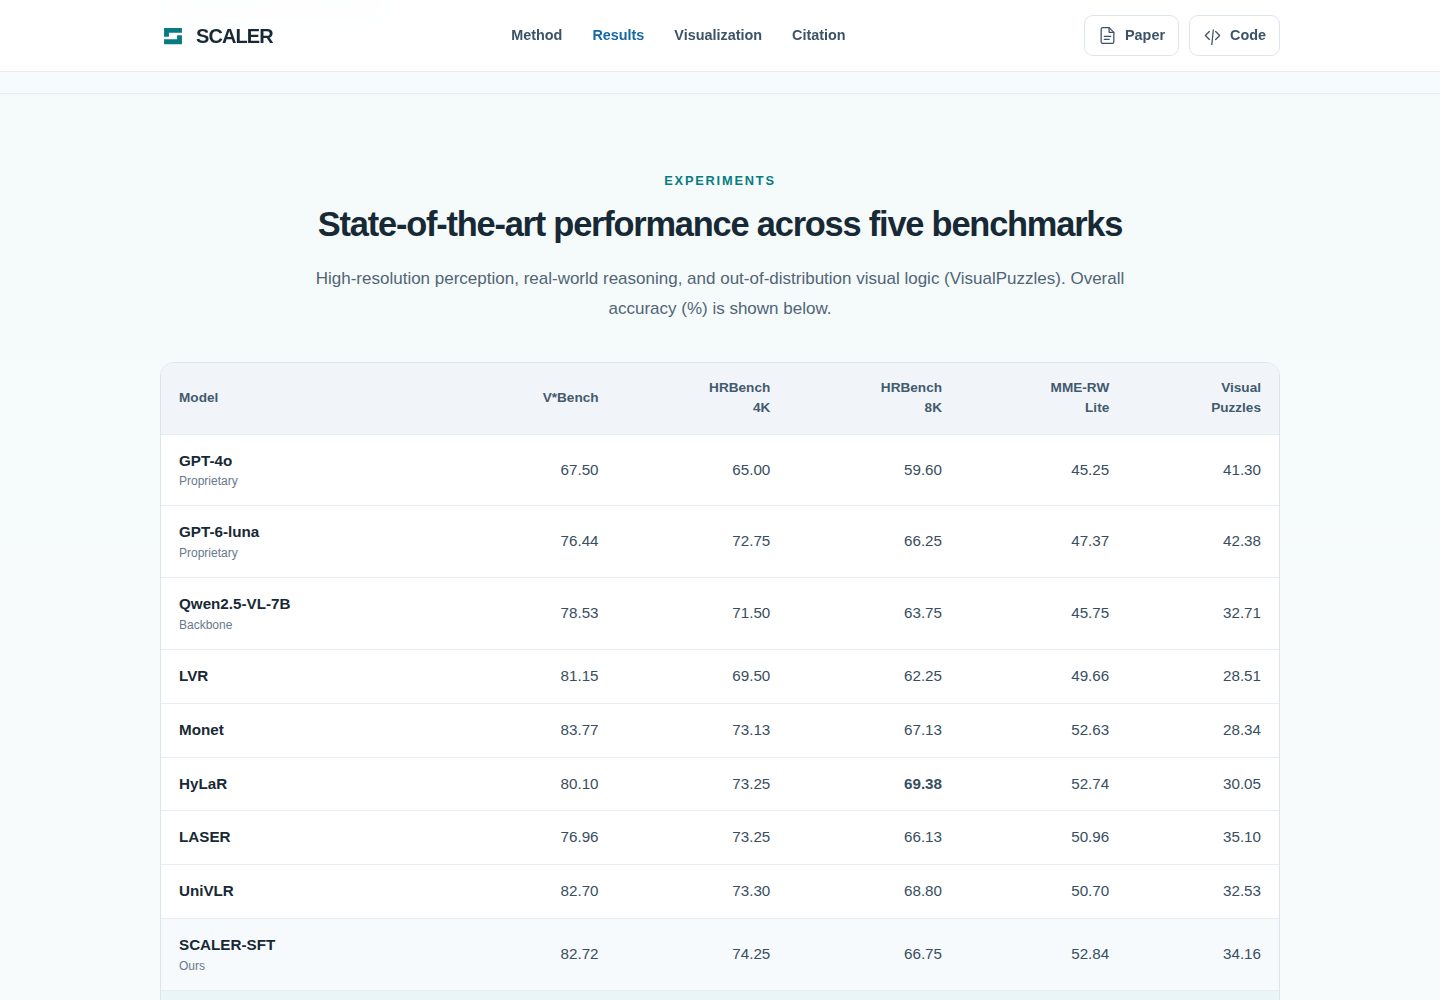 SCALER
Method Results Visualization Citation
Paper Code
EXPERIMENTS
State-of-the-art performance across five benchmarks
High-resolution perception, real-world reasoning, and out-of-distribution visual logic (VisualPuzzles). Overall
accuracy (%) is shown below.
Model V*Bench HRBench 4K HRBench 8K MME-RW Lite Visual Puzzles
GPT-4o 67.50 65.00 59.60 45.25 41.30
Proprietary
GPT-6-luna 76.44 72.75 66.25 47.37 42.38
Proprietary
Qwen2.5-VL-7B 78.53 71.50 63.75 45.75 32.71
Backbone
LVR 81.15 69.50 62.25 49.66 28.51
Monet 83.77 73.13 67.13 52.63 28.34
HyLaR 80.10 73.25 69.38 52.74 30.05
LASER 76.96 73.25 66.13 50.96 35.10
UniVLR 82.70 73.30 68.80 50.70 32.53
SCALER-SFT 82.72 74.25 66.75 52.84 34.16
Ours